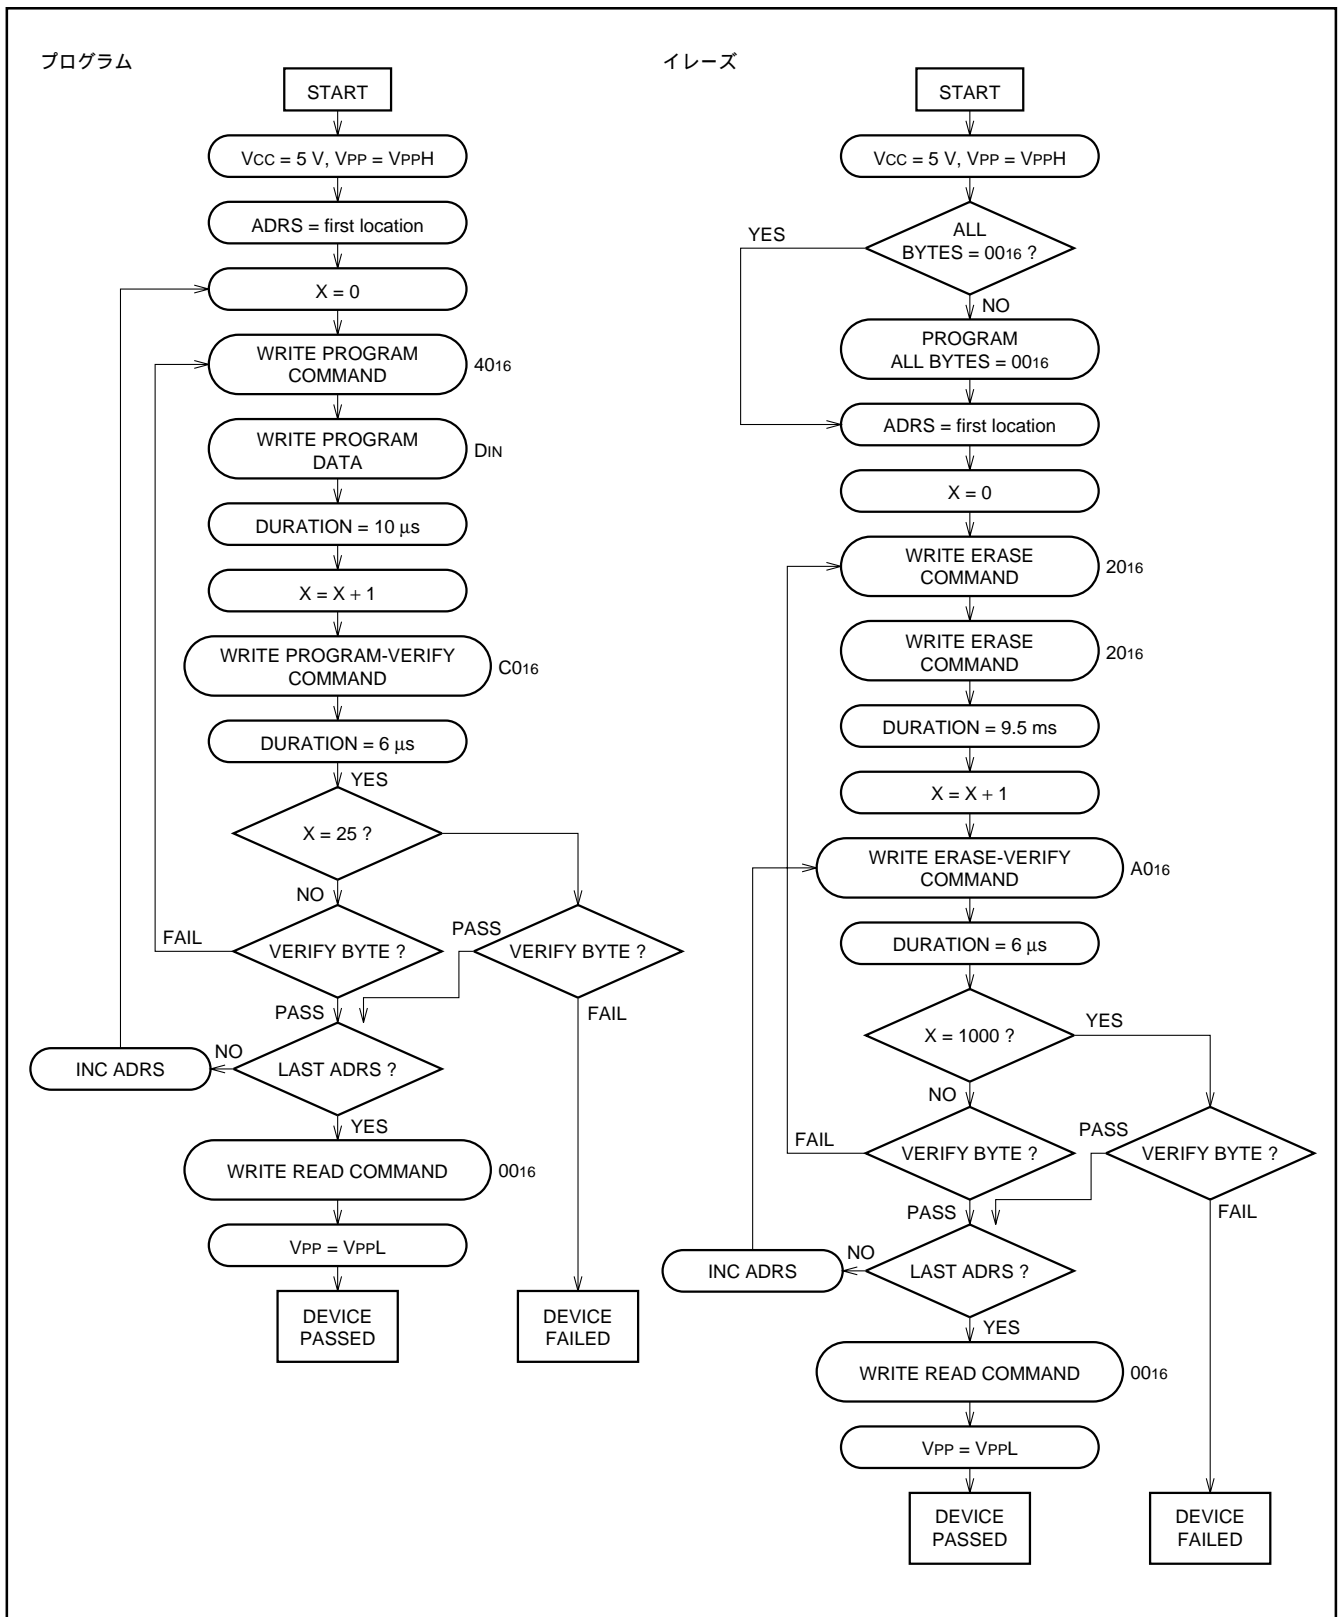 プログラム
START
VCC = 5 V, VPP = VPPH
ADRS = first location
X = 0
WRITE PROGRAM
COMMAND
4016
WRITE PROGRAM
DATA
DIN
DURATION = 10 μs
X = X + 1
WRITE PROGRAM-VERIFY
COMMAND
C016
DURATION = 6 μs
YES
X = 25 ?
NO
FAIL
VERIFY BYTE ?
PASS
VERIFY BYTE ?
PASS
FAIL
INC ADRS
NO
LAST ADRS ?
YES
WRITE READ COMMAND
0016
VPP = VPPL
DEVICE
PASSED
DEVICE
FAILED
イレーズ
START
VCC = 5 V, VPP = VPPH
YES
ALL
BYTES = 0016 ?
NO
PROGRAM
ALL BYTES = 0016
ADRS = first location
X = 0
WRITE ERASE
COMMAND
2016
WRITE ERASE
COMMAND
2016
DURATION = 9.5 ms
X = X + 1
WRITE ERASE-VERIFY
COMMAND
A016
DURATION = 6 μs
X = 1000 ?
YES
NO
FAIL
VERIFY BYTE ?
PASS
VERIFY BYTE ?
PASS
FAIL
INC ADRS
NO
LAST ADRS ?
YES
WRITE READ COMMAND
0016
VPP = VPPL
DEVICE
PASSED
DEVICE
FAILED